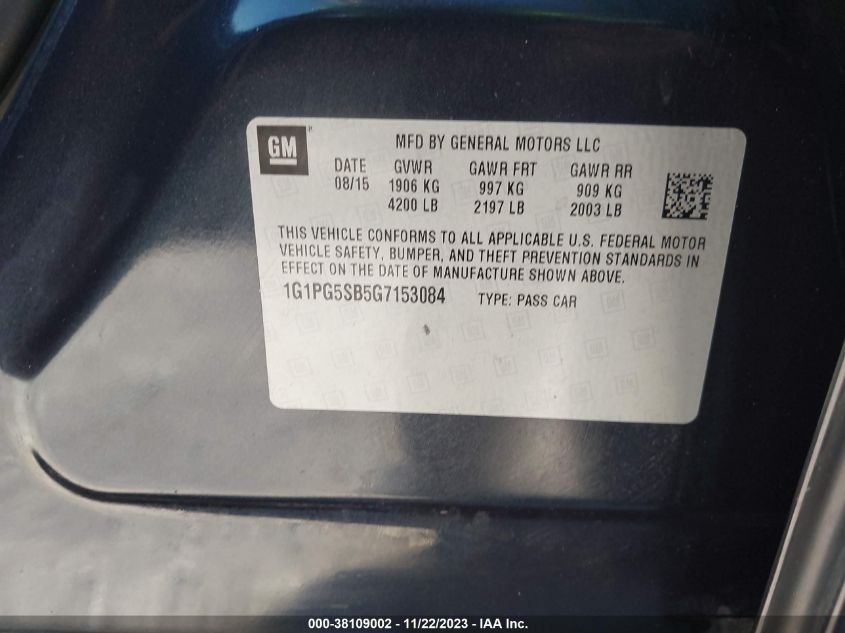 GM
MFD BY GENERAL MOTORS LLC
DATE GVWR GAWR FRT GAWR RR
08/15 1906 KG 997 KG 909 KG
4200 LB 2197 LB 2003 LB
THIS VEHICLE CONFORMS TO ALL APPLICABLE U.S. FEDERAL MOTOR
VEHICLE SAFETY, BUMPER, AND THEFT PREVENTION STANDARDS IN
EFFECT ON THE DATE OF MANUFACTURE SHOWN ABOVE.
1G1PG5SB5G7153084 TYPE: PASS CAR
000-38109002 - 11/22/2023 - IAA Inc.